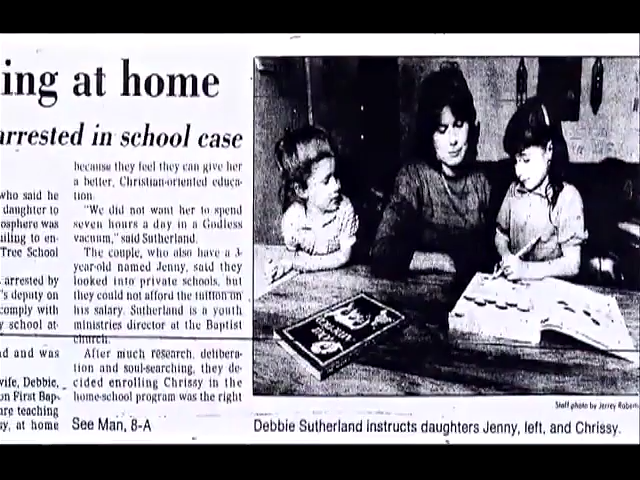 ing at home
arrested in school case
who said he
daughter to
osphere was
iling to en-
Tree School
arrested by
's deputy on
comply with
y school at-
d and was
wife, Debbie,
on First Bap-
are teaching
sy, at home
because they feel they can give her
a better, Christian-oriented educa-
tion.
"We did not want her to spend
seven hours a day in a Godless
vacuum," said Sutherland.
The couple, who also have a 3-
year-old named Jenny, said they
looked into private schools, but
they could not afford the tuition on
his salary. Sutherland is a youth
ministries director at the Baptist
church.
After much research, delibera-
tion and soul-searching, they de-
cided enrolling Chrissy in the
home-school program was the right
See Man, 8-A
Staff photo by Jerrey
Debbie Sutherland instructs daughters Jenny, left, and Chrissy.